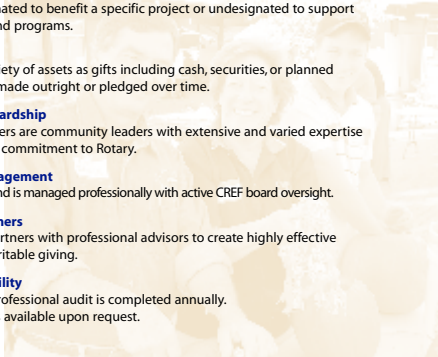 nated to benefit a specific project or undesignated to support
nd programs.
ety of assets as gifts including cash, securities, or planned
made outright or pledged over time.
ardship
ers are community leaders with extensive and varied expertise
commitment to Rotary.
agement
nd is managed professionally with active CREF board oversight.
ners
rtners with professional advisors to create highly effective
ritable giving.
ility
rofessional audit is completed annually.
available upon request.